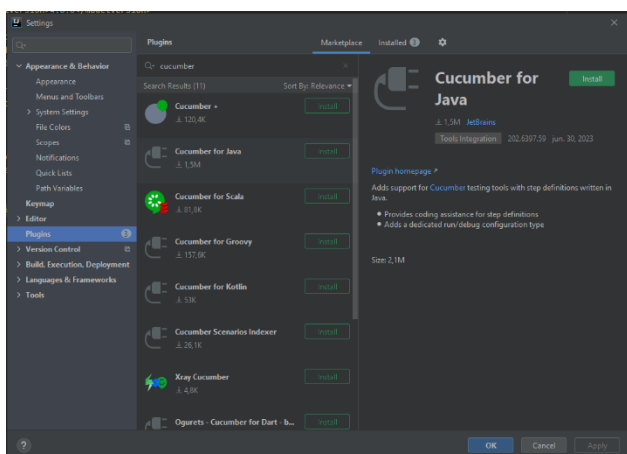 Settings
Plugins
Marketplace
Installed 3
Appearance & Behavior
Appearance
Menus and Toolbars
System Settings
File Colors
Scopes
Notifications
Quick Lists
Path Variables
Keymap
Editor
Plugins 3
Version Control
Build, Execution, Deployment
Languages & Frameworks
Tools
cucumber
Search Results (11)
Sort By: Relevance
Cucumber +
120,4K
Install
Cucumber for Java
1,5M
Install
Cucumber for Scala
81,8K
Install
Cucumber for Groovy
157,6K
Install
Cucumber for Kotlin
53K
Install
Cucumber Scenarios Indexer
26,1K
Install
Xray Cucumber
4,8K
Install
Ogurets - Cucumber for Dart - b...
Install
Cucumber for
Java
Install
1,5M JetBrains
Tools Integration 202.6397.59 jun. 30, 2023
Plugin homepage ↗
Adds support for Cucumber testing tools with step definitions written in
Java.
• Provides coding assistance for step definitions
• Adds a dedicated run/debug configuration type
Size: 2,1M
?
OK
Cancel
Apply